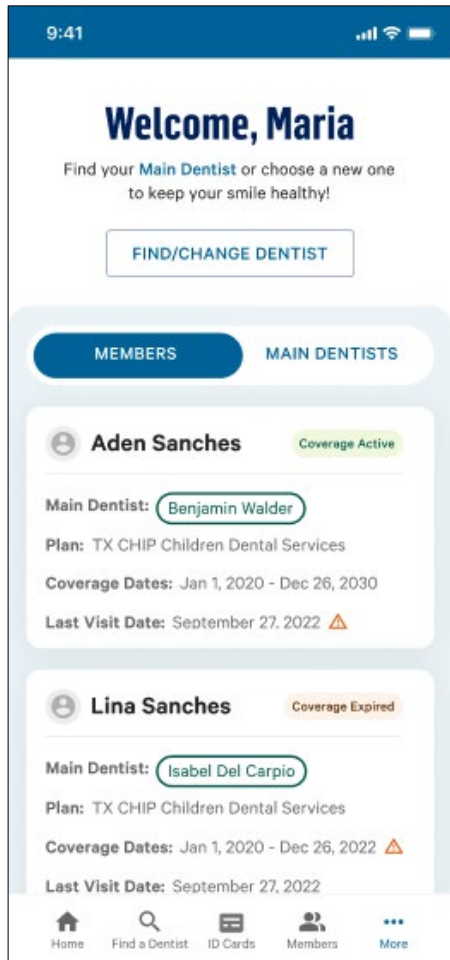 9:41
Welcome, Maria
Find your Main Dentist or choose a new one
to keep your smile healthy!
FIND/CHANGE DENTIST
MEMBERS MAIN DENTISTS
Aden Sanches Coverage Active
Main Dentist: Benjamin Walder
Plan: TX CHIP Children Dental Services
Coverage Dates: Jan 1, 2020 - Dec 26, 2030
Last Visit Date: September 27, 2022
Lina Sanches Coverage Expired
Main Dentist: Isabel Del Carpio
Plan: TX CHIP Children Dental Services
Coverage Dates: Jan 1, 2020 - Dec 26, 2022
Last Visit Date: September 27, 2022
Home Find a Dentist ID Cards Members More